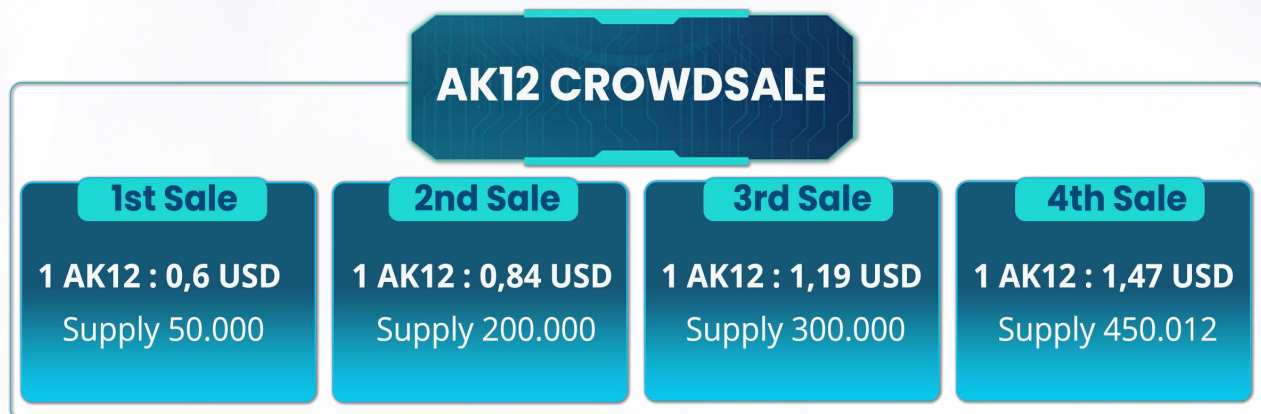 AK12 CROWDSALE
1st Sale
1 AK12 : 0,6 USD
Supply 50.000
2nd Sale
1 AK12 : 0,84 USD
Supply 200.000
3rd Sale
1 AK12 : 1,19 USD
Supply 300.000
4th Sale
1 AK12 : 1,47 USD
Supply 450.012